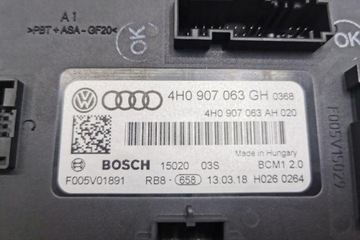 A1
>PBT+ASA-GF20<
OK
OK
4H0 907 063 GH 0368
4H0 907 063 AH 020
Made in Hungary
BOSCH 15020 03S BCM1 2.0
F005V01891 RB8 - 658 13.03.18 H026 0264